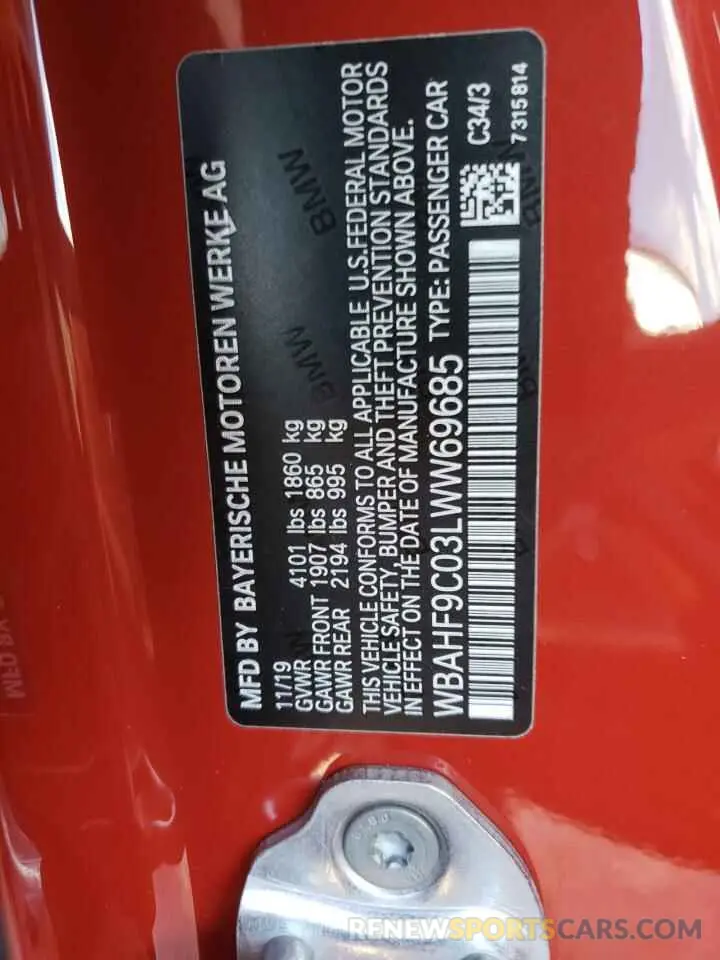 MFD BY BAYERISCHE MOTOREN WERKE AG
11/19
GVWR 4101 lbs 1860 kg
GAWR FRONT 1907 lbs 865 kg
GAWR REAR 2194 lbs 995 kg
THIS VEHICLE CONFORMS TO ALL APPLICABLE U.S.FEDERAL MOTOR
VEHICLE SAFETY, BUMPER AND THEFT PREVENTION STANDARDS
IN EFFECT ON THE DATE OF MANUFACTURE SHOWN ABOVE.
WBAHF9C03LWW69685 TYPE: PASSENGER CAR
C34/3
7315814
BMW
BMW
REPAIRSPORTSCARS.COM